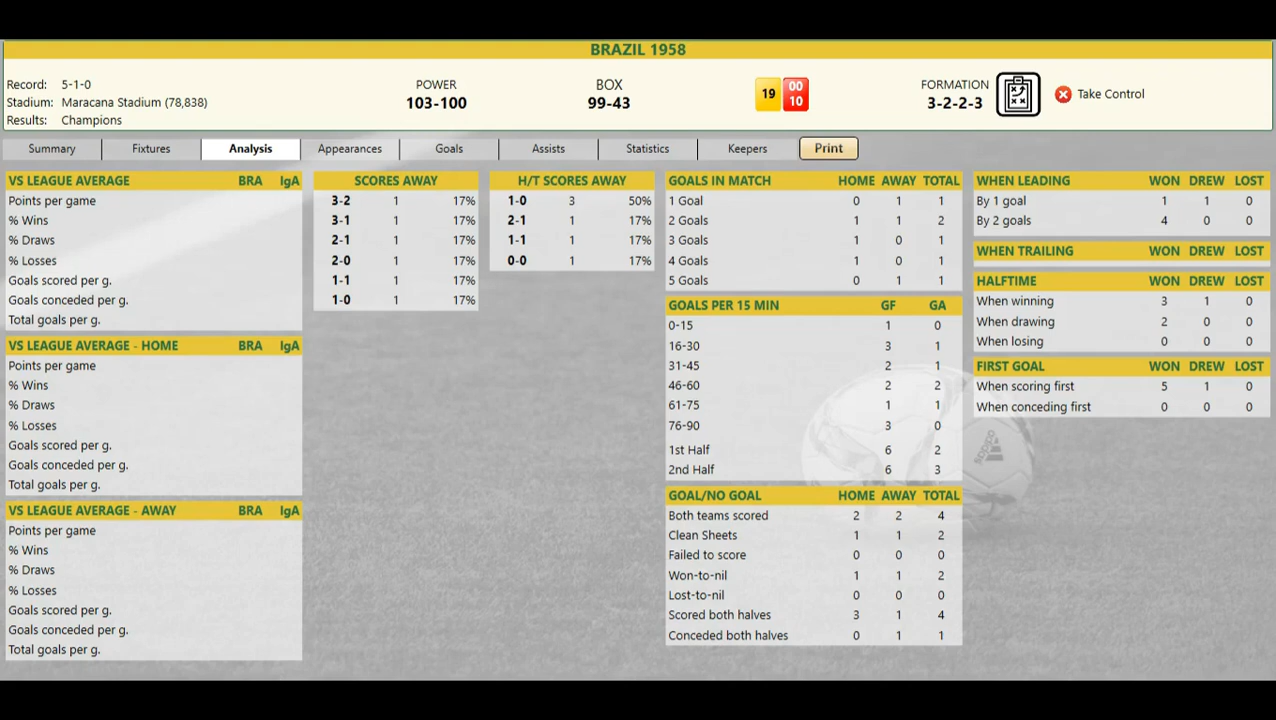 BRAZIL 1958
Record: 5-1-0
Stadium: Maracana Stadium (78,838)
Results: Champions
POWER
103-100
BOX
99-43
19
00
10
FORMATION
3-2-2-3
Take Control
Summary Fixtures Analysis Appearances Goals Assists Statistics Keepers Print
VS LEAGUE AVERAGE BRA lgA
Points per game
% Wins
% Draws
% Losses
Goals scored per g.
Goals conceded per g.
Total goals per g.
VS LEAGUE AVERAGE - HOME BRA lgA
Points per game
% Wins
% Draws
% Losses
Goals scored per g.
Goals conceded per g.
Total goals per g.
VS LEAGUE AVERAGE - AWAY BRA lgA
Points per game
% Wins
% Draws
% Losses
Goals scored per g.
Goals conceded per g.
Total goals per g.
SCORES AWAY
3-2 1 17%
3-1 1 17%
2-1 1 17%
2-0 1 17%
1-1 1 17%
1-0 1 17%
H/T SCORES AWAY
1-0 3 50%
2-1 1 17%
1-1 1 17%
0-0 1 17%
GOALS IN MATCH HOME AWAY TOTAL
1 Goal 0 1 1
2 Goals 1 1 2
3 Goals 1 0 1
4 Goals 1 0 1
5 Goals 0 1 1
GOALS PER 15 MIN GF GA
0-15 1 0
16-30 3 1
31-45 2 1
46-60 2 2
61-75 1 1
76-90 3 0
1st Half 6 2
2nd Half 6 3
GOAL/NO GOAL HOME AWAY TOTAL
Both teams scored 2 2 4
Clean Sheets 1 1 2
Failed to score 0 0 0
Won-to-nil 1 1 2
Lost-to-nil 0 0 0
Scored both halves 3 1 4
Conceded both halves 0 1 1
WHEN LEADING WON DREW LOST
By 1 goal 1 1 0
By 2 goals 4 0 0
WHEN TRAILING WON DREW LOST
HALFTIME WON DREW LOST
When winning 3 1 0
When drawing 2 0 0
When losing 0 0 0
FIRST GOAL WON DREW LOST
When scoring first 5 1 0
When conceding first 0 0 0
adidas